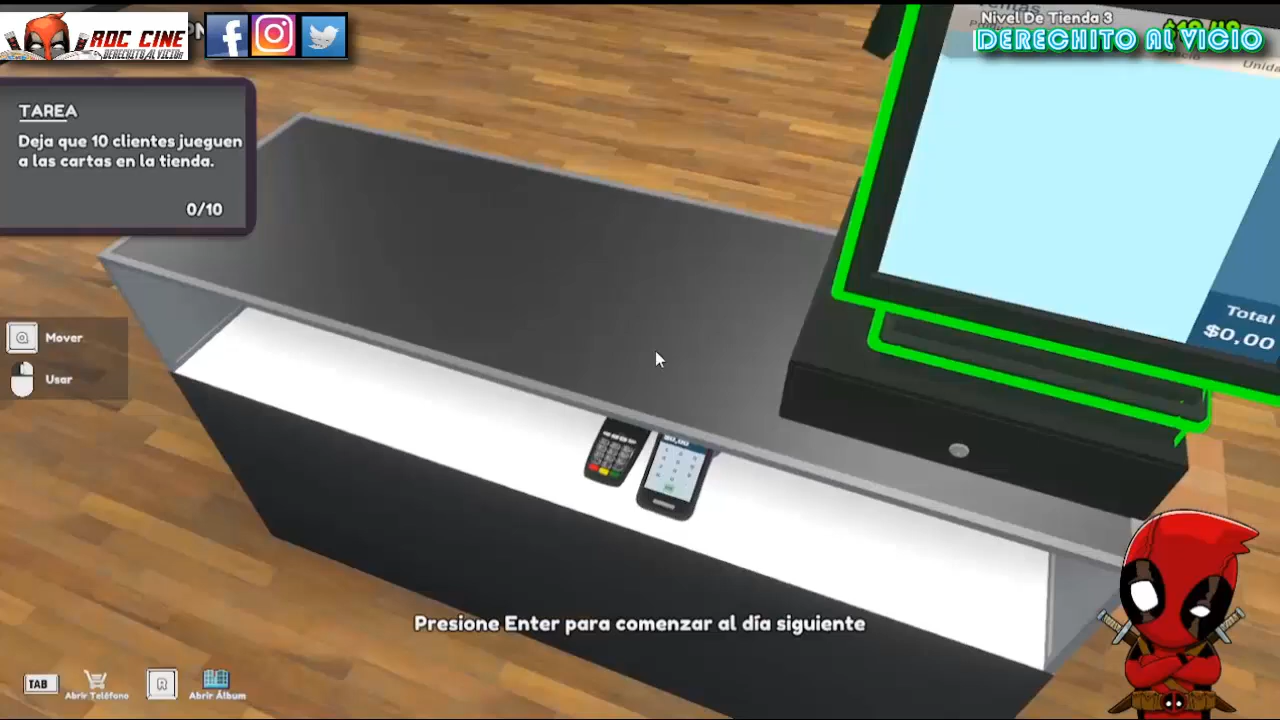 ROC CINE
DERECHITO AL VICIO
Nivel De Tienda 3
DERECHITO AL VICIO
TAREA
Deja que 10 clientes jueguen
a las cartas en la tienda.
0/10
Mover
Usar
Total
$0,00
Presione Enter para comenzar al día siguiente
TAB
Abrir Teléfono
R
Abrir Álbum